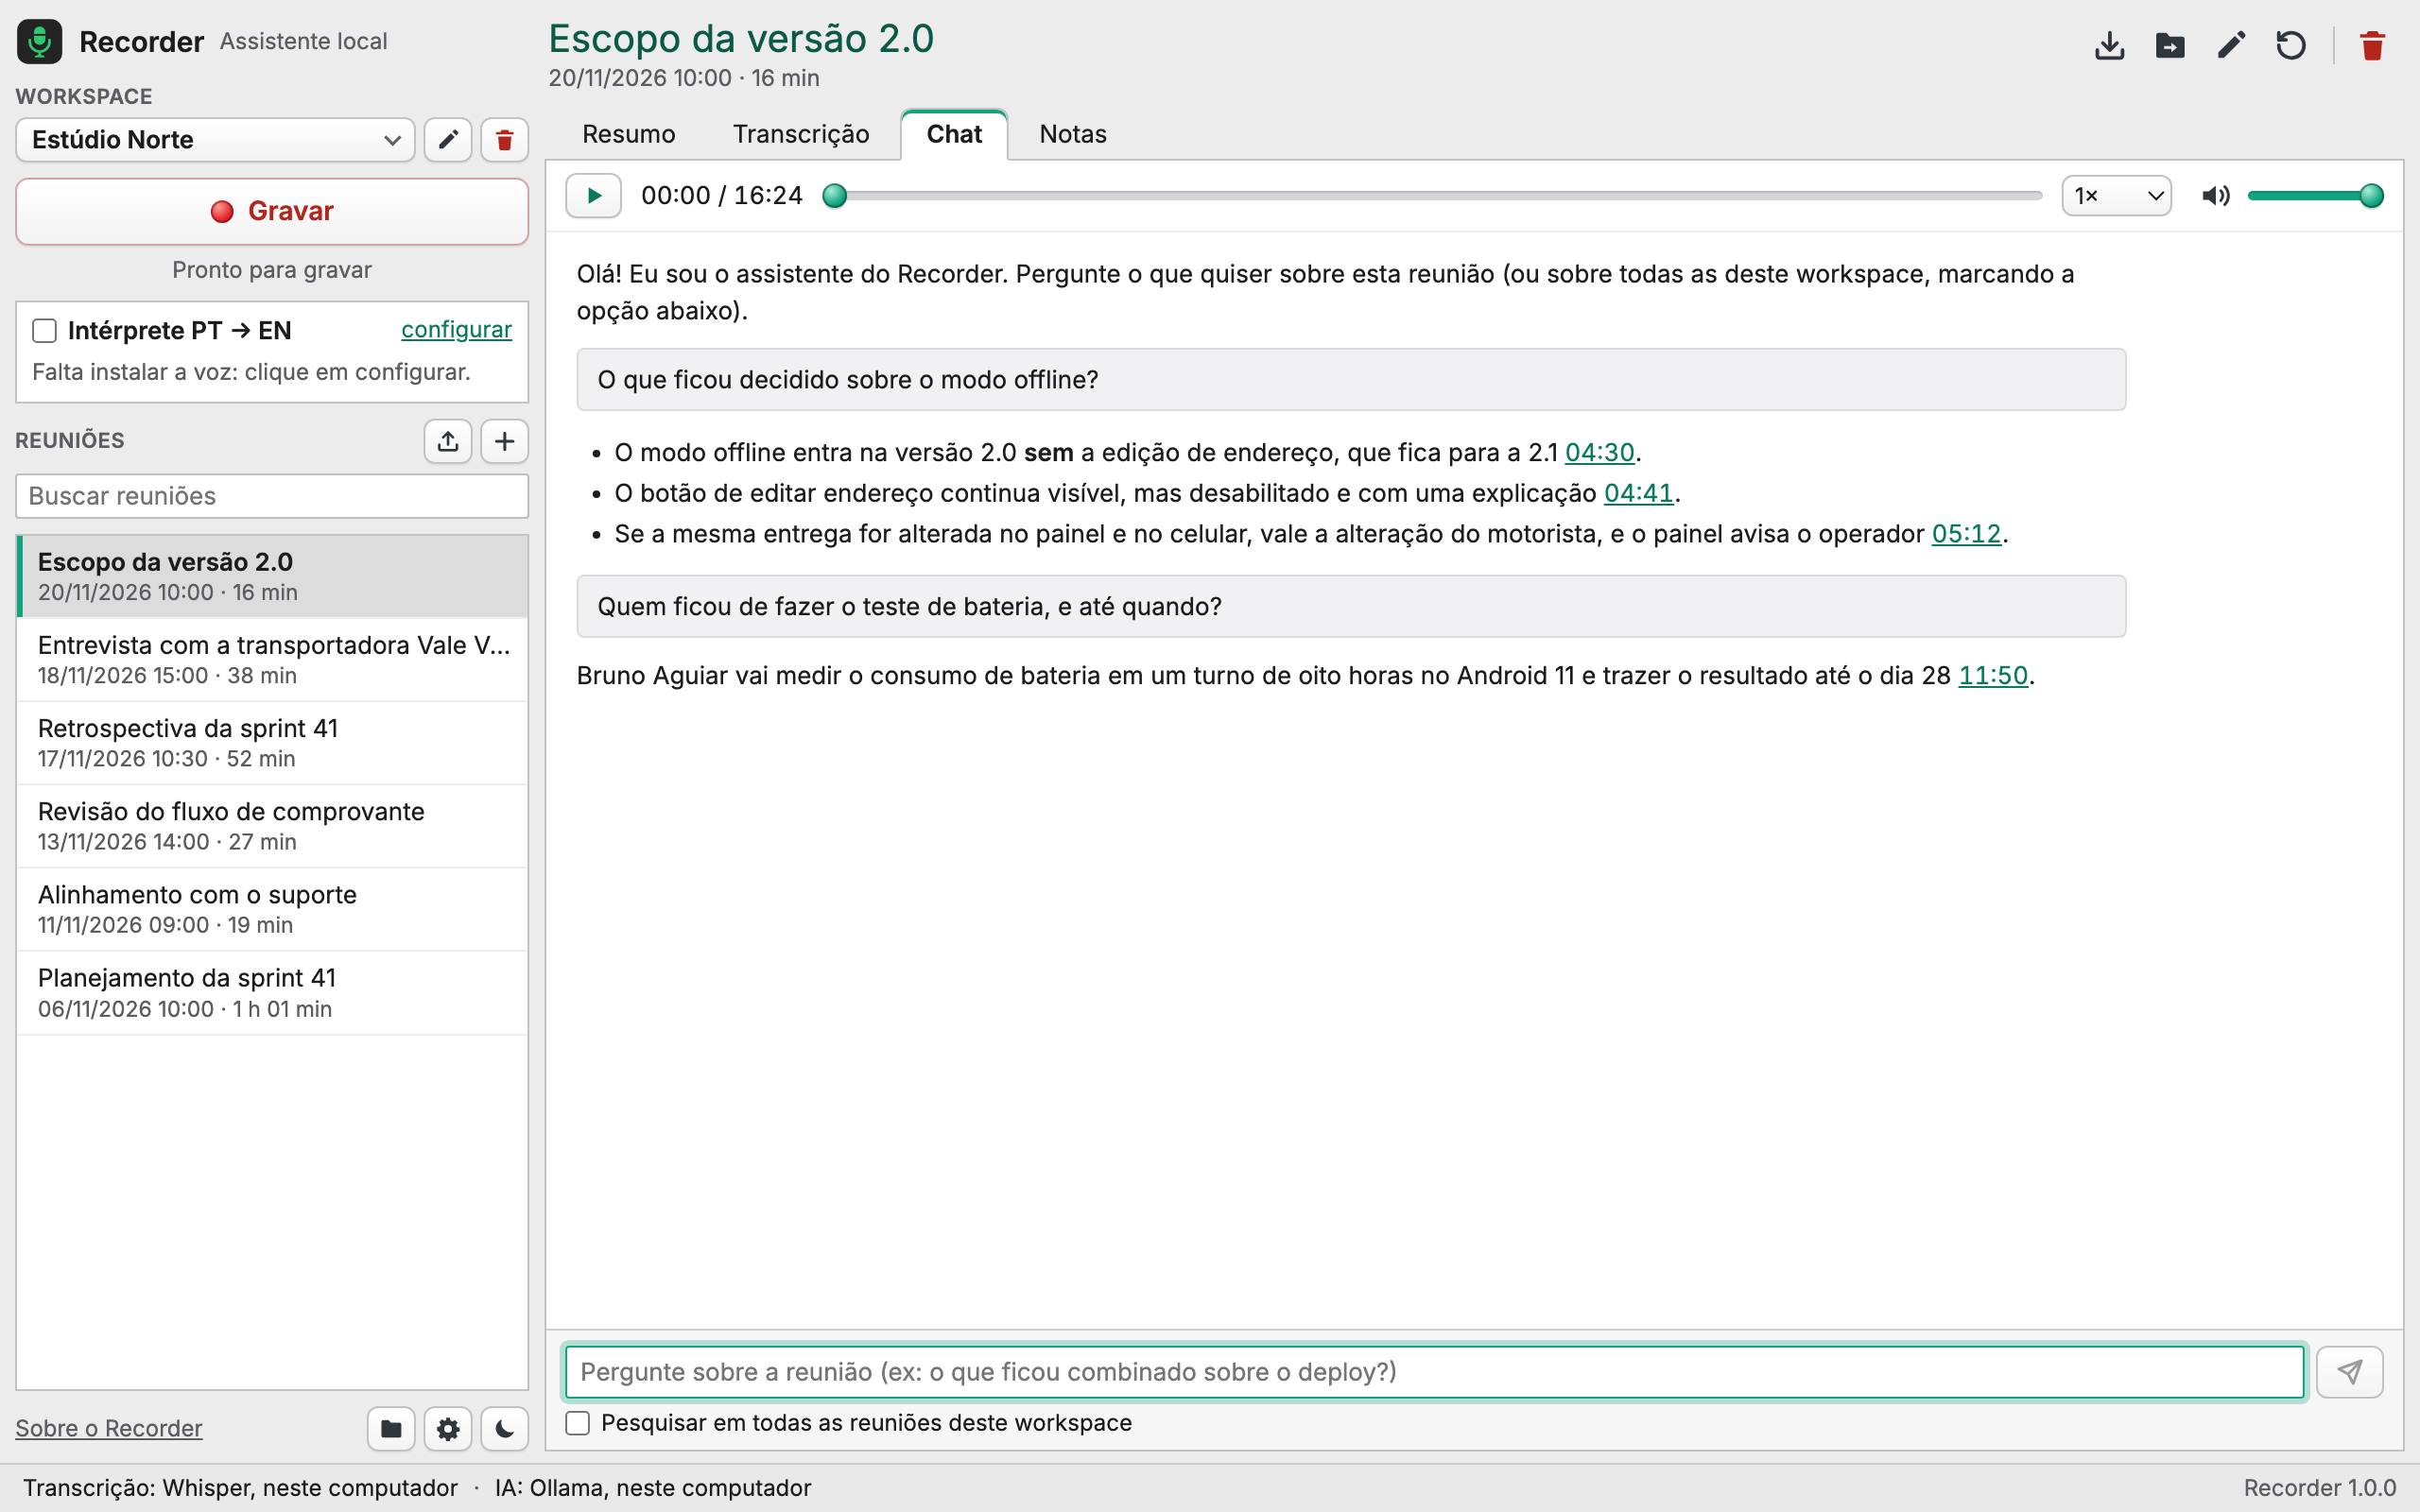 Recorder Assistente local
WORKSPACE
Estúdio Norte
Gravar
Pronto para gravar
Intérprete PT → EN configurar
Falta instalar a voz: clique em configurar.
REUNIÕES
Buscar reuniões
Escopo da versão 2.0
20/11/2026 10:00 · 16 min
Entrevista com a transportadora Vale V...
18/11/2026 15:00 · 38 min
Retrospectiva da sprint 41
17/11/2026 10:30 · 52 min
Revisão do fluxo de comprovante
13/11/2026 14:00 · 27 min
Alinhamento com o suporte
11/11/2026 09:00 · 19 min
Planejamento da sprint 41
06/11/2026 10:00 · 1 h 01 min
Sobre o Recorder
Escopo da versão 2.0
20/11/2026 10:00 · 16 min
Resumo Transcrição Chat Notas
00:00 / 16:24 1×
Olá! Eu sou o assistente do Recorder. Pergunte o que quiser sobre esta reunião (ou sobre todas as deste workspace, marcando a
opção abaixo).
O que ficou decidido sobre o modo offline?
• O modo offline entra na versão 2.0 sem a edição de endereço, que fica para a 2.1 04:30.
• O botão de editar endereço continua visível, mas desabilitado e com uma explicação 04:41.
• Se a mesma entrega for alterada no painel e no celular, vale a alteração do motorista, e o painel avisa o operador 05:12.
Quem ficou de fazer o teste de bateria, e até quando?
Bruno Aguiar vai medir o consumo de bateria em um turno de oito horas no Android 11 e trazer o resultado até o dia 28 11:50.
Pergunte sobre a reunião (ex: o que ficou combinado sobre o deploy?)
Pesquisar em todas as reuniões deste workspace
Transcrição: Whisper, neste computador · IA: Ollama, neste computador
Recorder 1.0.0